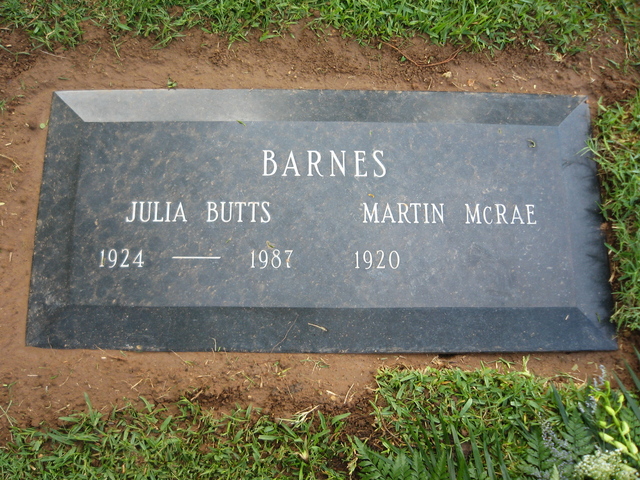 BARNES
JULIA BUTTS MARTIN McRAE
1924 — 1987 1920